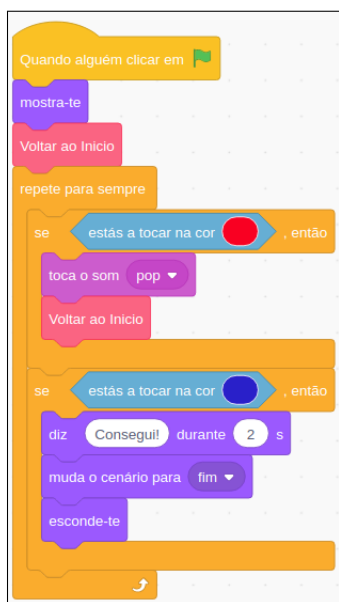 Quando alguém clicar em
mostra-te
Voltar ao Inicio
repete para sempre
se estás a tocar na cor , então
toca o som pop
Voltar ao Inicio
se estás a tocar na cor , então
diz Consegui! durante 2 s
muda o cenário para fim
esconde-te